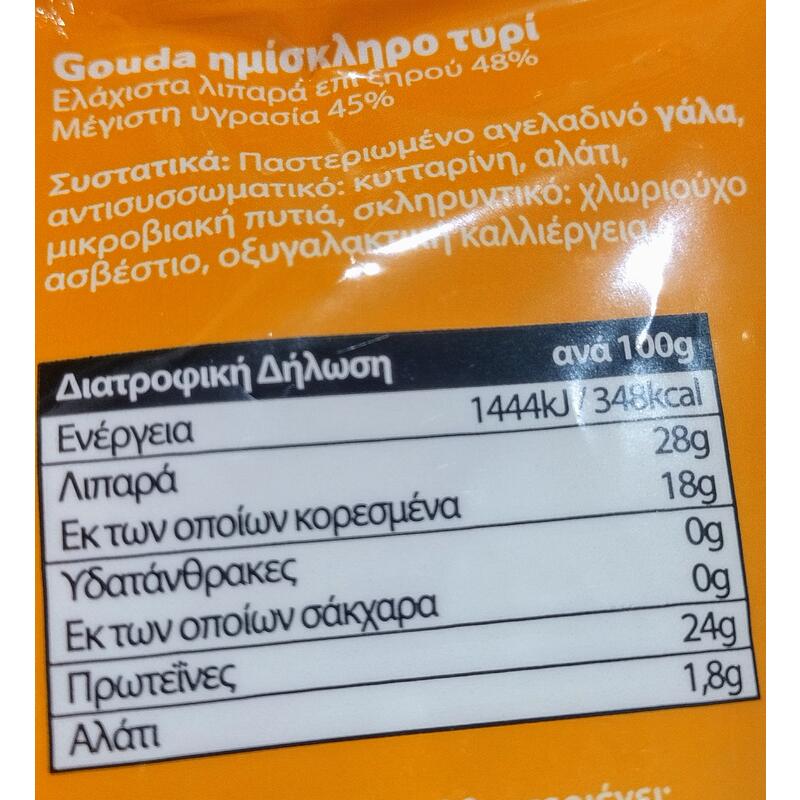 Gouda ημίσκληρο τυρί
Ελάχιστα λιπαρά επί ξηρού 48%
Μέγιστη υγρασία 45%
Συστατικά: Παστεριωμένο αγελαδινό γάλα,
αντισυσσωματικό: κυτταρίνη, αλάτι,
μικροβιακή πυτιά, σκληρυντικό: χλωριούχο
ασβέστιο, οξυγαλακτική καλλιέργεια.
Διατροφική Δήλωση ανά 100g
Ενέργεια 1444kJ / 348kcal
Λιπαρά 28g
Εκ των οποίων κορεσμένα 18g
Υδατάνθρακες 0g
Εκ των οποίων σάκχαρα 0g
Πρωτεΐνες 24g
Αλάτι 1,8g